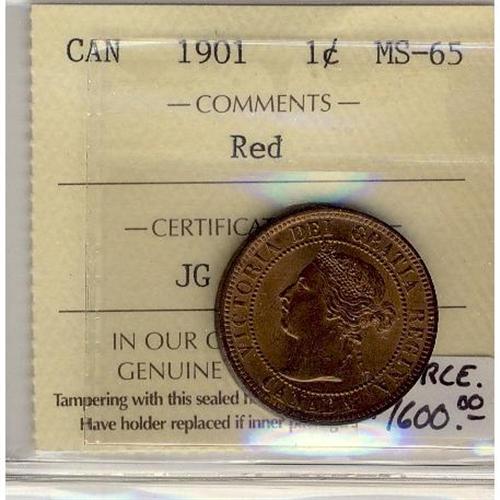 CAN 1901 1¢ MS-65
— COMMENTS —
Red
— CERTIFICA
JG
IN OUR
GENUINE
Tampering with this sealed
Have holder replaced if inner
VICTORIA DEI GRATIA REGINA.
CANADA
RCE.
1600.00